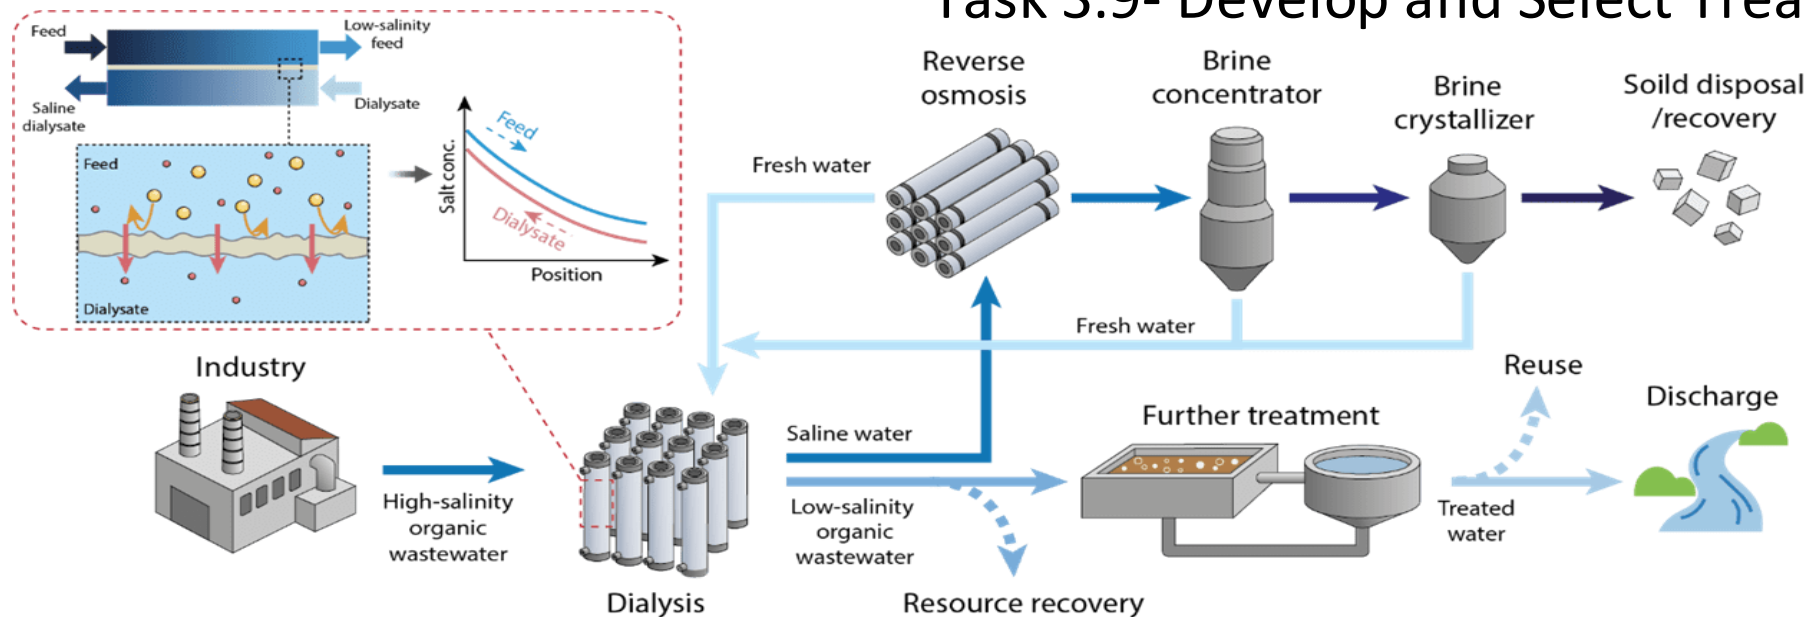 Task 3.9- Develop and Select Trea
Feed
Low-salinity
feed
Saline
dialysate
Dialysate
Feed
Dialysate
Salt conc.
Feed
Dialysate
Position
Reverse
osmosis
Brine
concentrator
Brine
crystallizer
Soild disposal
/recovery
Fresh water
Fresh water
Industry
High-salinity
organic
wastewater
Dialysis
Saline water
Low-salinity
organic
wastewater
Resource recovery
Further treatment
Treated
water
Reuse
Discharge